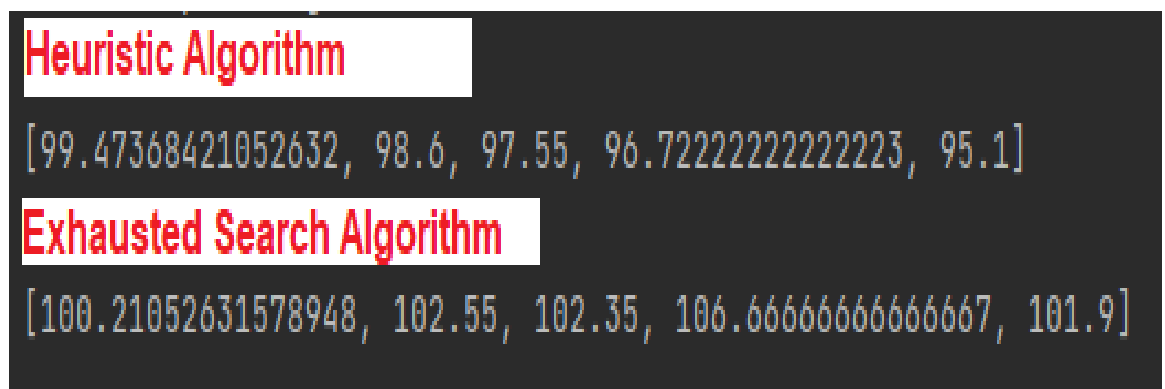 Heuristic Algorithm
[99.47368421052632, 98.6, 97.55, 96.72222222222223, 95.1]
Exhausted Search Algorithm
[100.21052631578948, 102.55, 102.35, 106.66666666666667, 101.9]